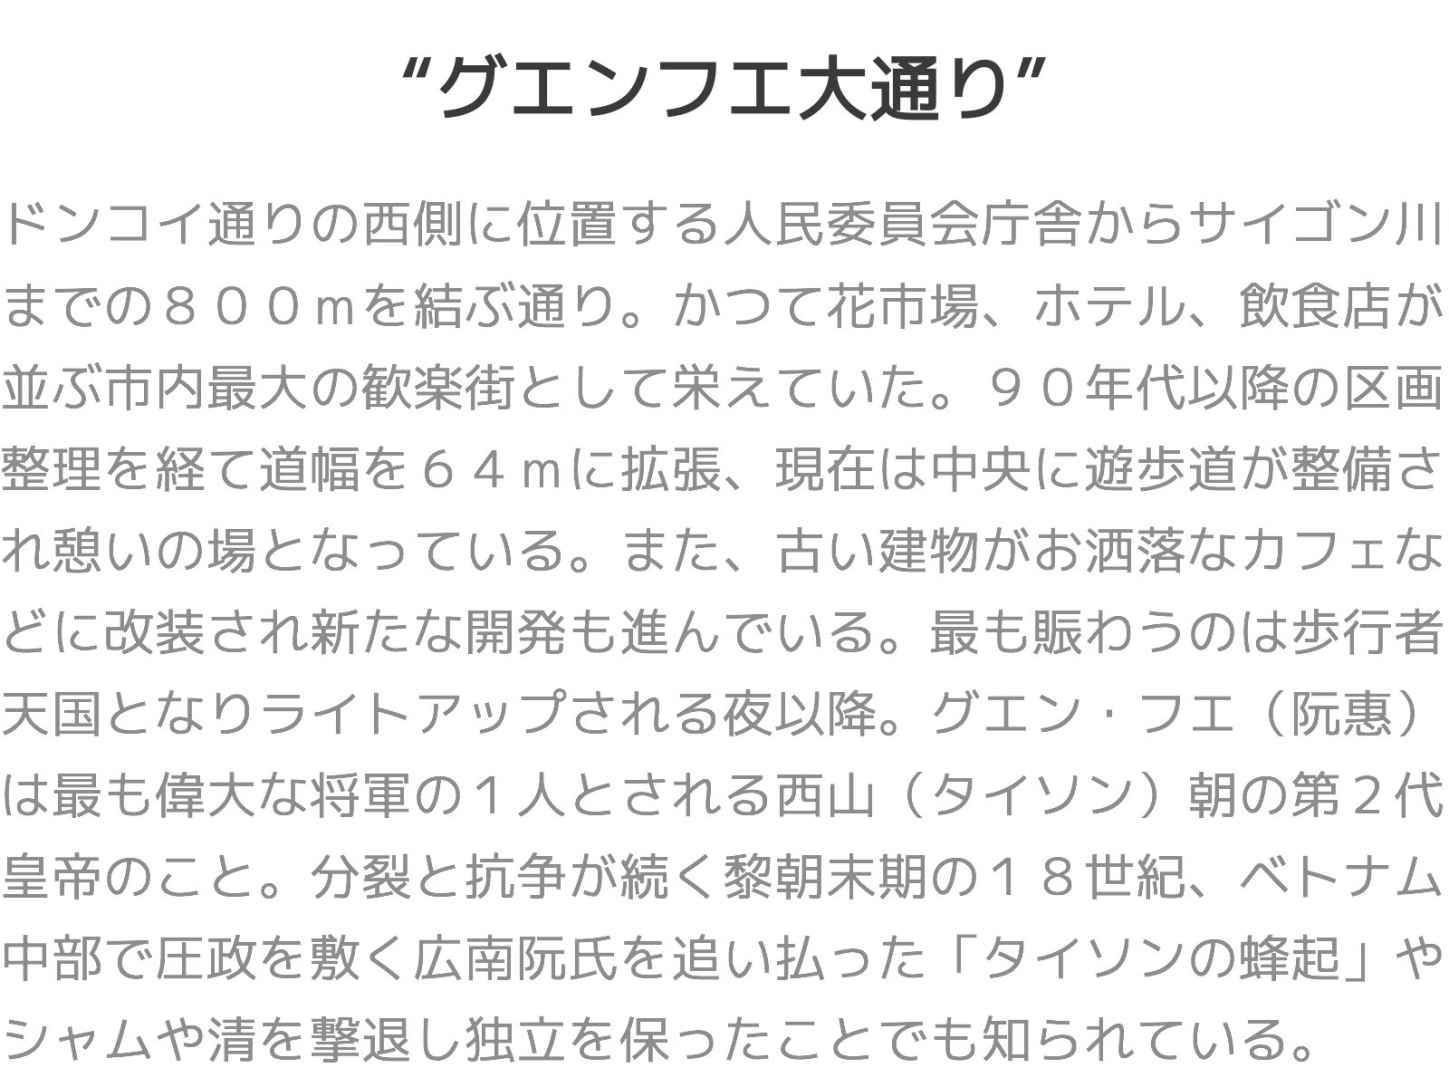 “グエンフエ大通り”
ドンコイ通りの西側に位置する人民委員会庁舎からサイゴン川
までの８００ｍを結ぶ通り。かつて花市場、ホテル、飲食店が
並ぶ市内最大の歓楽街として栄えていた。９０年代以降の区画
整理を経て道幅を６４ｍに拡張、現在は中央に遊歩道が整備さ
れ憩いの場となっている。また、古い建物がお洒落なカフェな
どに改装され新たな開発も進んでいる。最も賑わうのは歩行者
天国となりライトアップされる夜以降。グエン・フエ（阮惠）
は最も偉大な将軍の１人とされる西山（タイソン）朝の第２代
皇帝のこと。分裂と抗争が続く黎朝末期の１８世紀、ベトナム
中部で圧政を敷く広南阮氏を追い払った「タイソンの蜂起」や
シャムや清を撃退し独立を保ったことでも知られている。